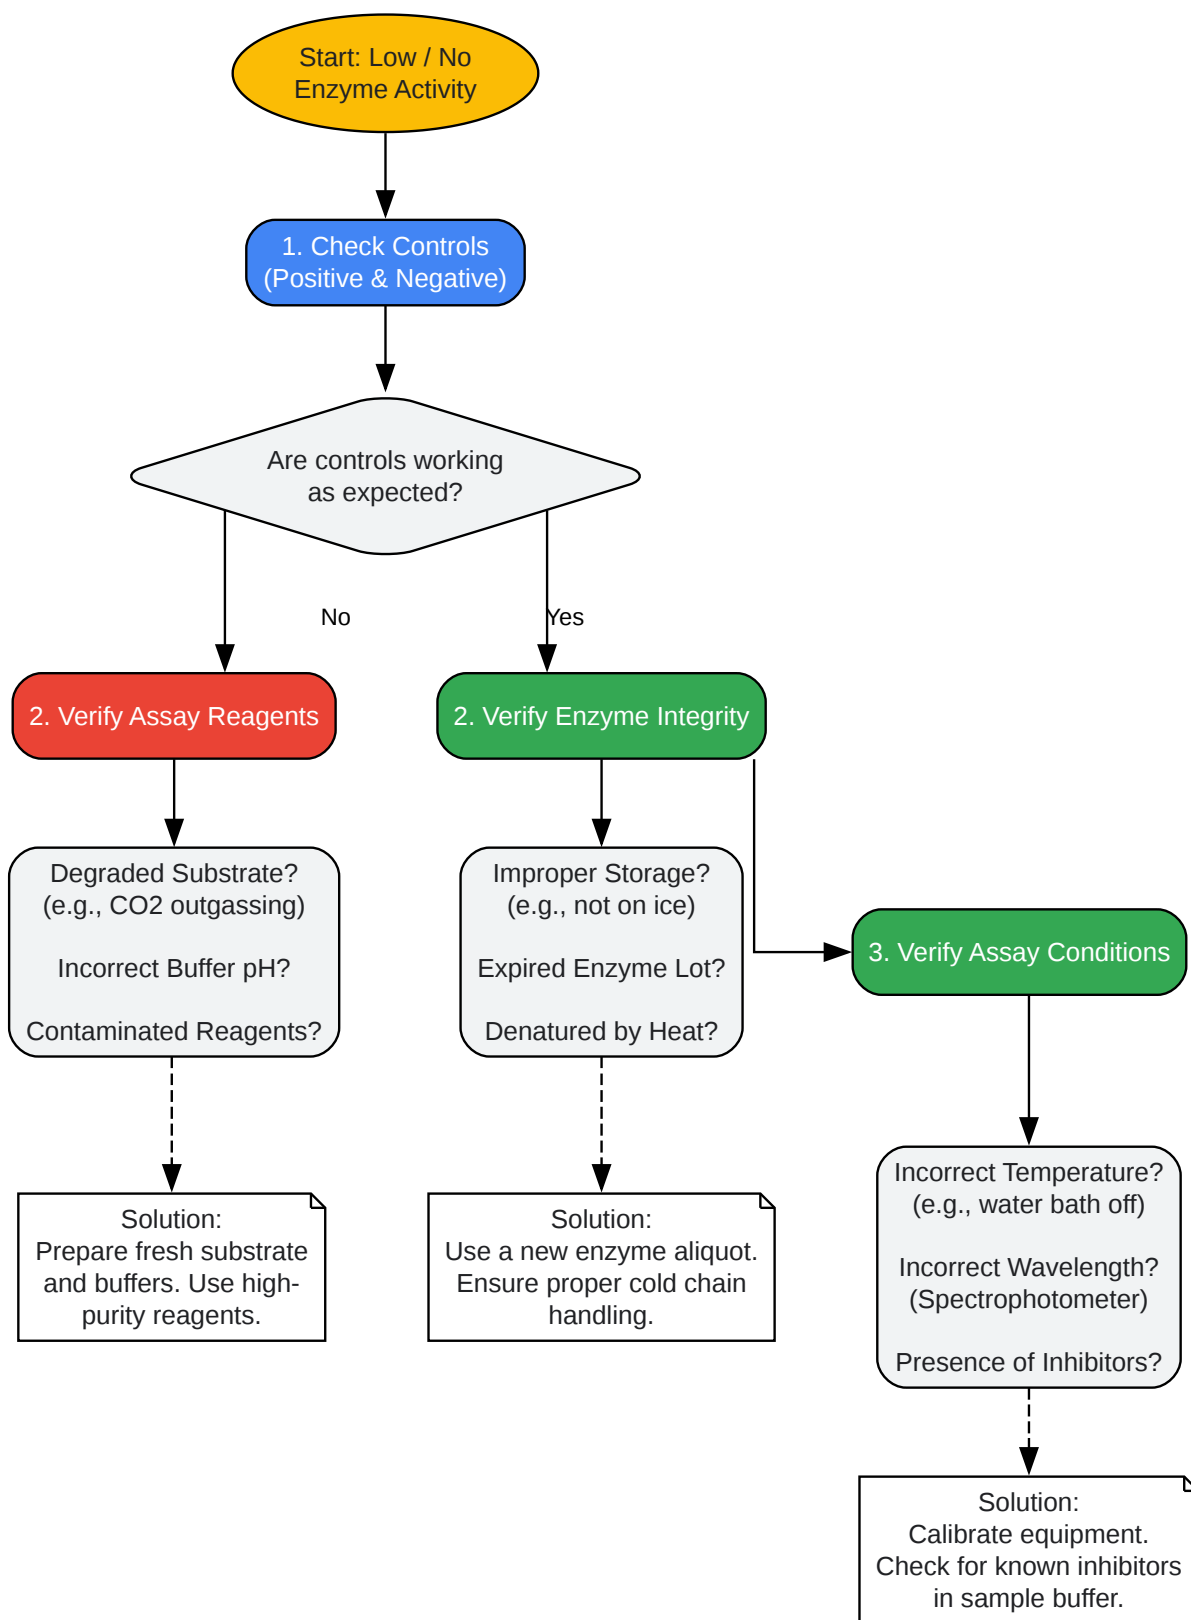 Start: Low / No
Enzyme Activity
1. Check Controls
(Positive & Negative)
Are controls working
as expected?
No
Yes
2. Verify Assay Reagents
2. Verify Enzyme Integrity
Degraded Substrate?
(e.g., CO2 outgassing)
Incorrect Buffer pH?
Contaminated Reagents?
Improper Storage?
(e.g., not on ice)
Expired Enzyme Lot?
Denatured by Heat?
3. Verify Assay Conditions
Solution:
Prepare fresh substrate
and buffers. Use high-
purity reagents.
Solution:
Use a new enzyme aliquot.
Ensure proper cold chain
handling.
Incorrect Temperature?
(e.g., water bath off)
Incorrect Wavelength?
(Spectrophotometer)
Presence of Inhibitors?
Solution:
Calibrate equipment.
Check for known inhibitors
in sample buffer.